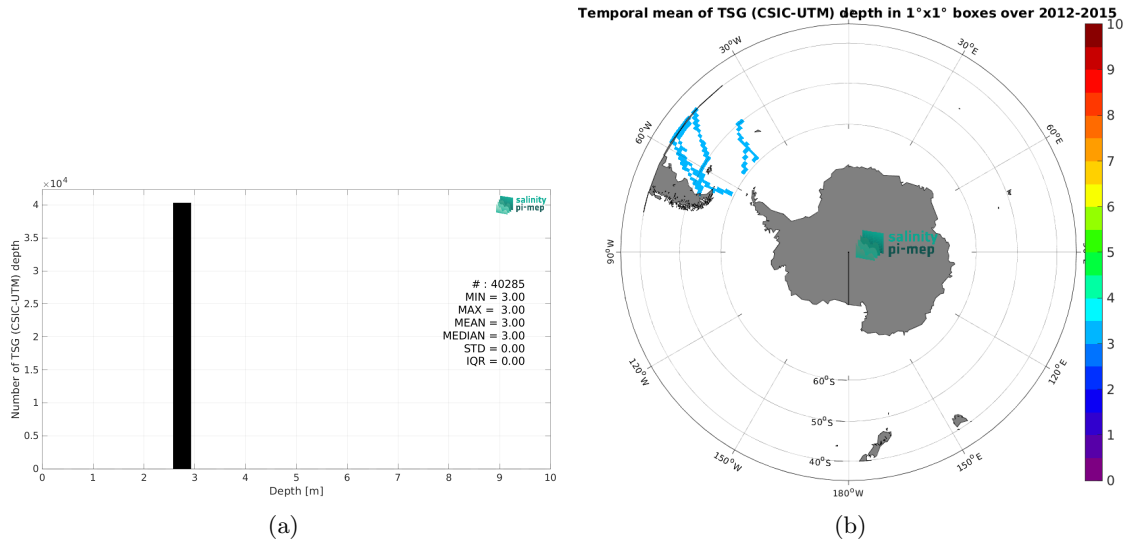 ×10⁴
4
3.5
3
2.5
2
1.5
1
0.5
0
0 1 2 3 4 5 6 7 8 9 10
Number of TSG (CSIC-UTM) depth
Depth [m]
salinity
pi-mep
# : 40285
MIN = 3.00
MAX = 3.00
MEAN = 3.00
MEDIAN = 3.00
STD = 0.00
IQR = 0.00
(a)
Temporal mean of TSG (CSIC-UTM) depth in 1°x1° boxes over 2012-2015
30°W
30°E
60°W
60°E
90°W
salinity
pi-mep
120°W
120°E
150°W
150°E
180°W
60°S
50°S
40°S
10
9
8
7
6
5
4
3
2
1
0
(b)